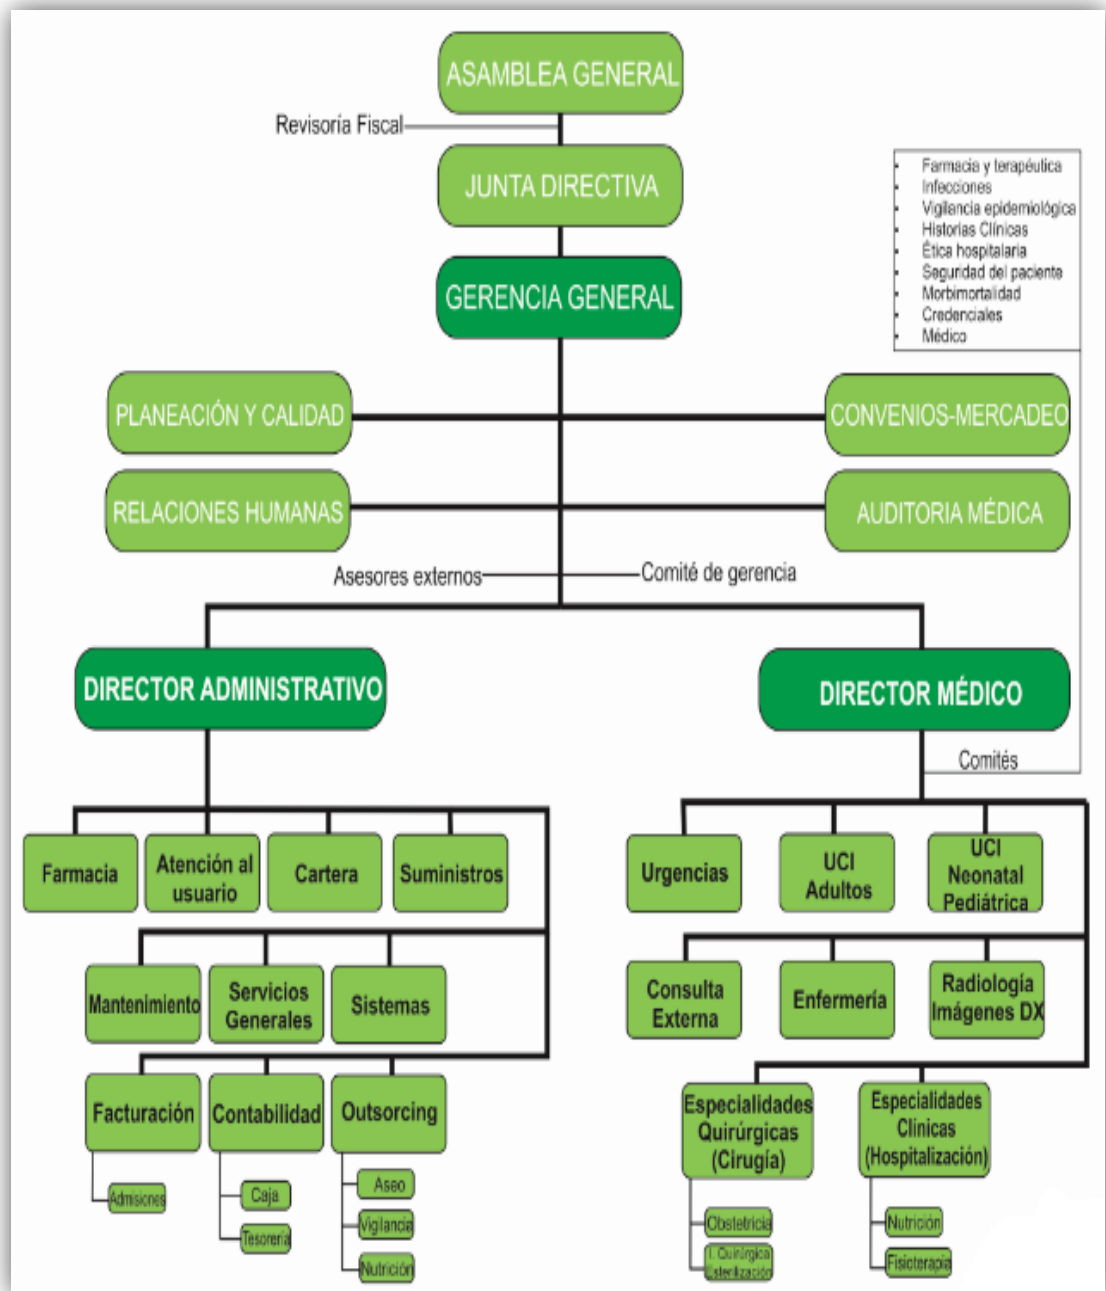 ASAMBLEA GENERAL
Revisoría Fiscal
JUNTA DIRECTIVA
GERENCIA GENERAL
Farmacia y terapéutica
Infecciones
Vigilancia epidemiológica
Historías Clínicas
Ética hospitalaria
Seguridad del paciente
Morbimortalidad
Credenciales
Médico
PLANEACIÓN Y CALIDAD
CONVENIOS-MERCADEO
RELACIONES HUMANAS
AUDITORIA MÉDICA
Asesores externos
Comité de gerencia
DIRECTOR ADMINISTRATIVO
DIRECTOR MÉDICO
Comités
Farmacia
Atención al
usuario
Cartera
Suministros
Urgencias
UCI
Adultos
UCI
Neonatal
Pediátrica
Mantenimiento
Servicios
Generales
Sistemas
Consulta
Externa
Enfermería
Radiología
Imágenes DX
Facturación
Contabilidad
Outsorcing
Especialidades
Quirúrgicas
(Cirugía)
Especialidades
Clinicas
(Hospitalización)
Admisiones
Caja
Tesorería
Aseo
Vigilancia
Nutrición
Obstetricia
I. Quirúrgica
Esterilización
Nutrición
Fisioterapia